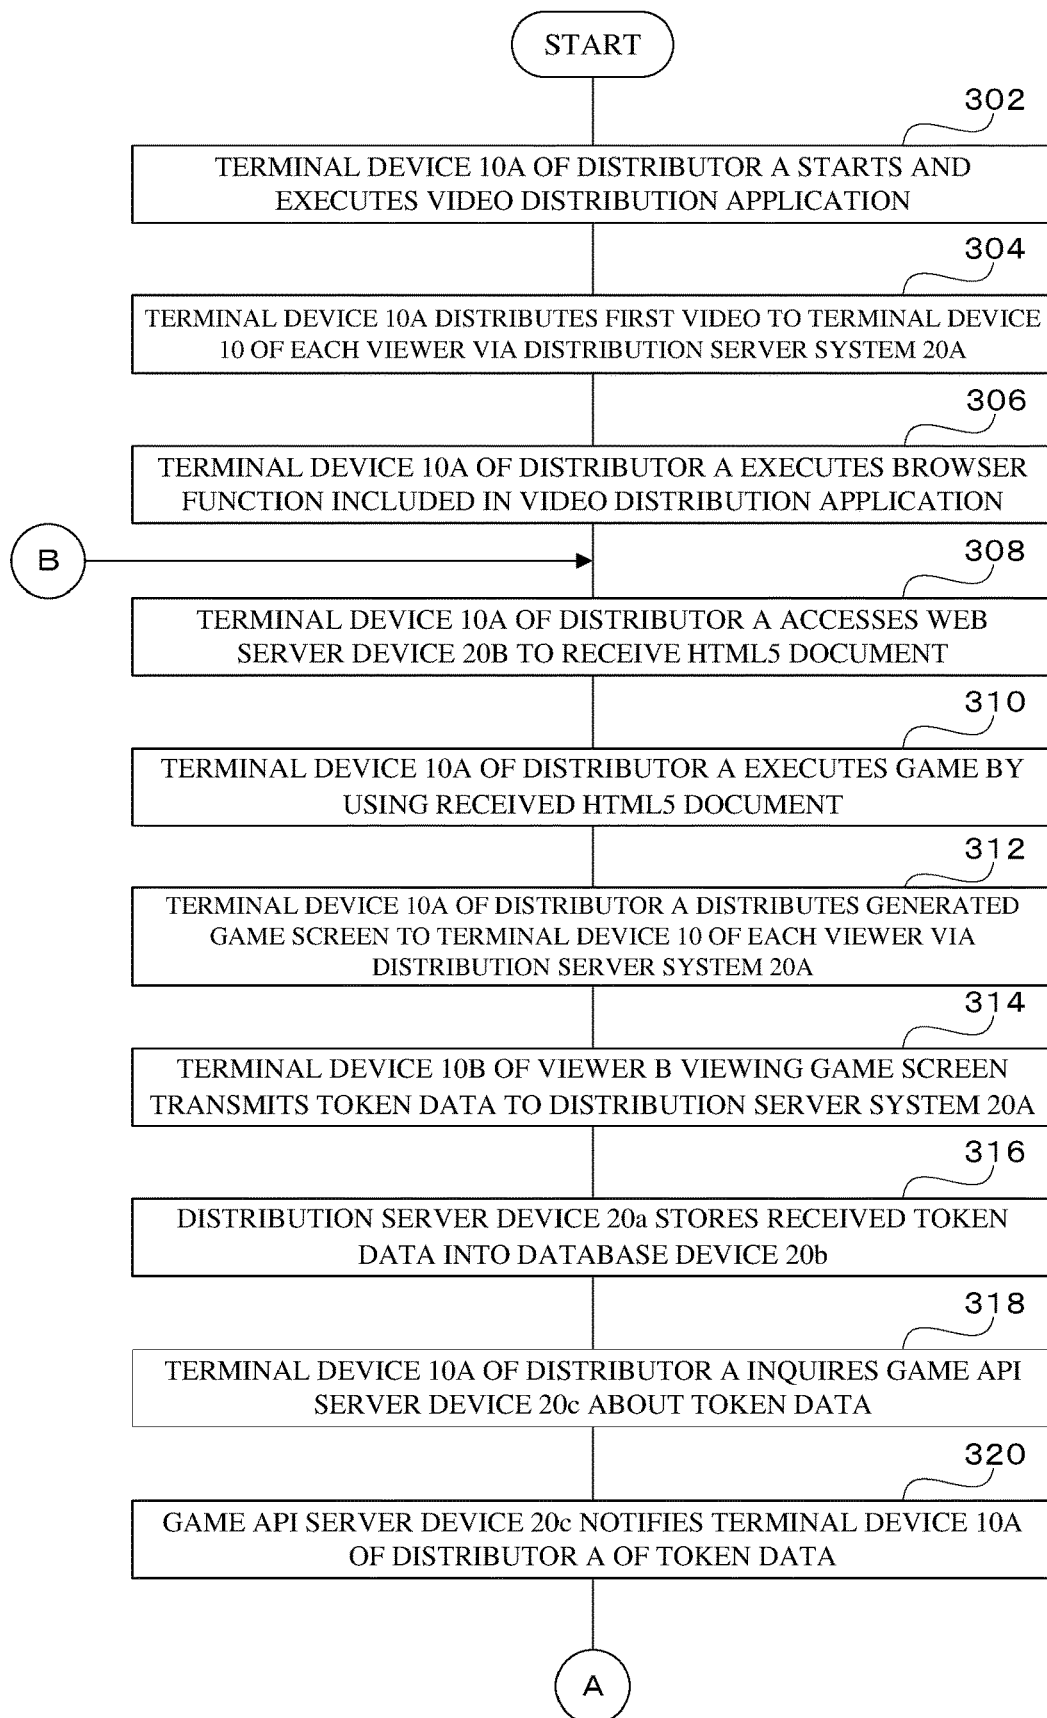 START
302
TERMINAL DEVICE 10A OF DISTRIBUTOR A STARTS AND
EXECUTES VIDEO DISTRIBUTION APPLICATION
304
TERMINAL DEVICE 10A DISTRIBUTES FIRST VIDEO TO TERMINAL DEVICE
10 OF EACH VIEWER VIA DISTRIBUTION SERVER SYSTEM 20A
306
TERMINAL DEVICE 10A OF DISTRIBUTOR A EXECUTES BROWSER
FUNCTION INCLUDED IN VIDEO DISTRIBUTION APPLICATION
B
308
TERMINAL DEVICE 10A OF DISTRIBUTOR A ACCESSES WEB
SERVER DEVICE 20B TO RECEIVE HTML5 DOCUMENT
310
TERMINAL DEVICE 10A OF DISTRIBUTOR A EXECUTES GAME BY
USING RECEIVED HTML5 DOCUMENT
312
TERMINAL DEVICE 10A OF DISTRIBUTOR A DISTRIBUTES GENERATED
GAME SCREEN TO TERMINAL DEVICE 10 OF EACH VIEWER VIA
DISTRIBUTION SERVER SYSTEM 20A
314
TERMINAL DEVICE 10B OF VIEWER B VIEWING GAME SCREEN
TRANSMITS TOKEN DATA TO DISTRIBUTION SERVER SYSTEM 20A
316
DISTRIBUTION SERVER DEVICE 20a STORES RECEIVED TOKEN
DATA INTO DATABASE DEVICE 20b
318
TERMINAL DEVICE 10A OF DISTRIBUTOR A INQUIRES GAME API
SERVER DEVICE 20c ABOUT TOKEN DATA
320
GAME API SERVER DEVICE 20c NOTIFIES TERMINAL DEVICE 10A
OF DISTRIBUTOR A OF TOKEN DATA
A